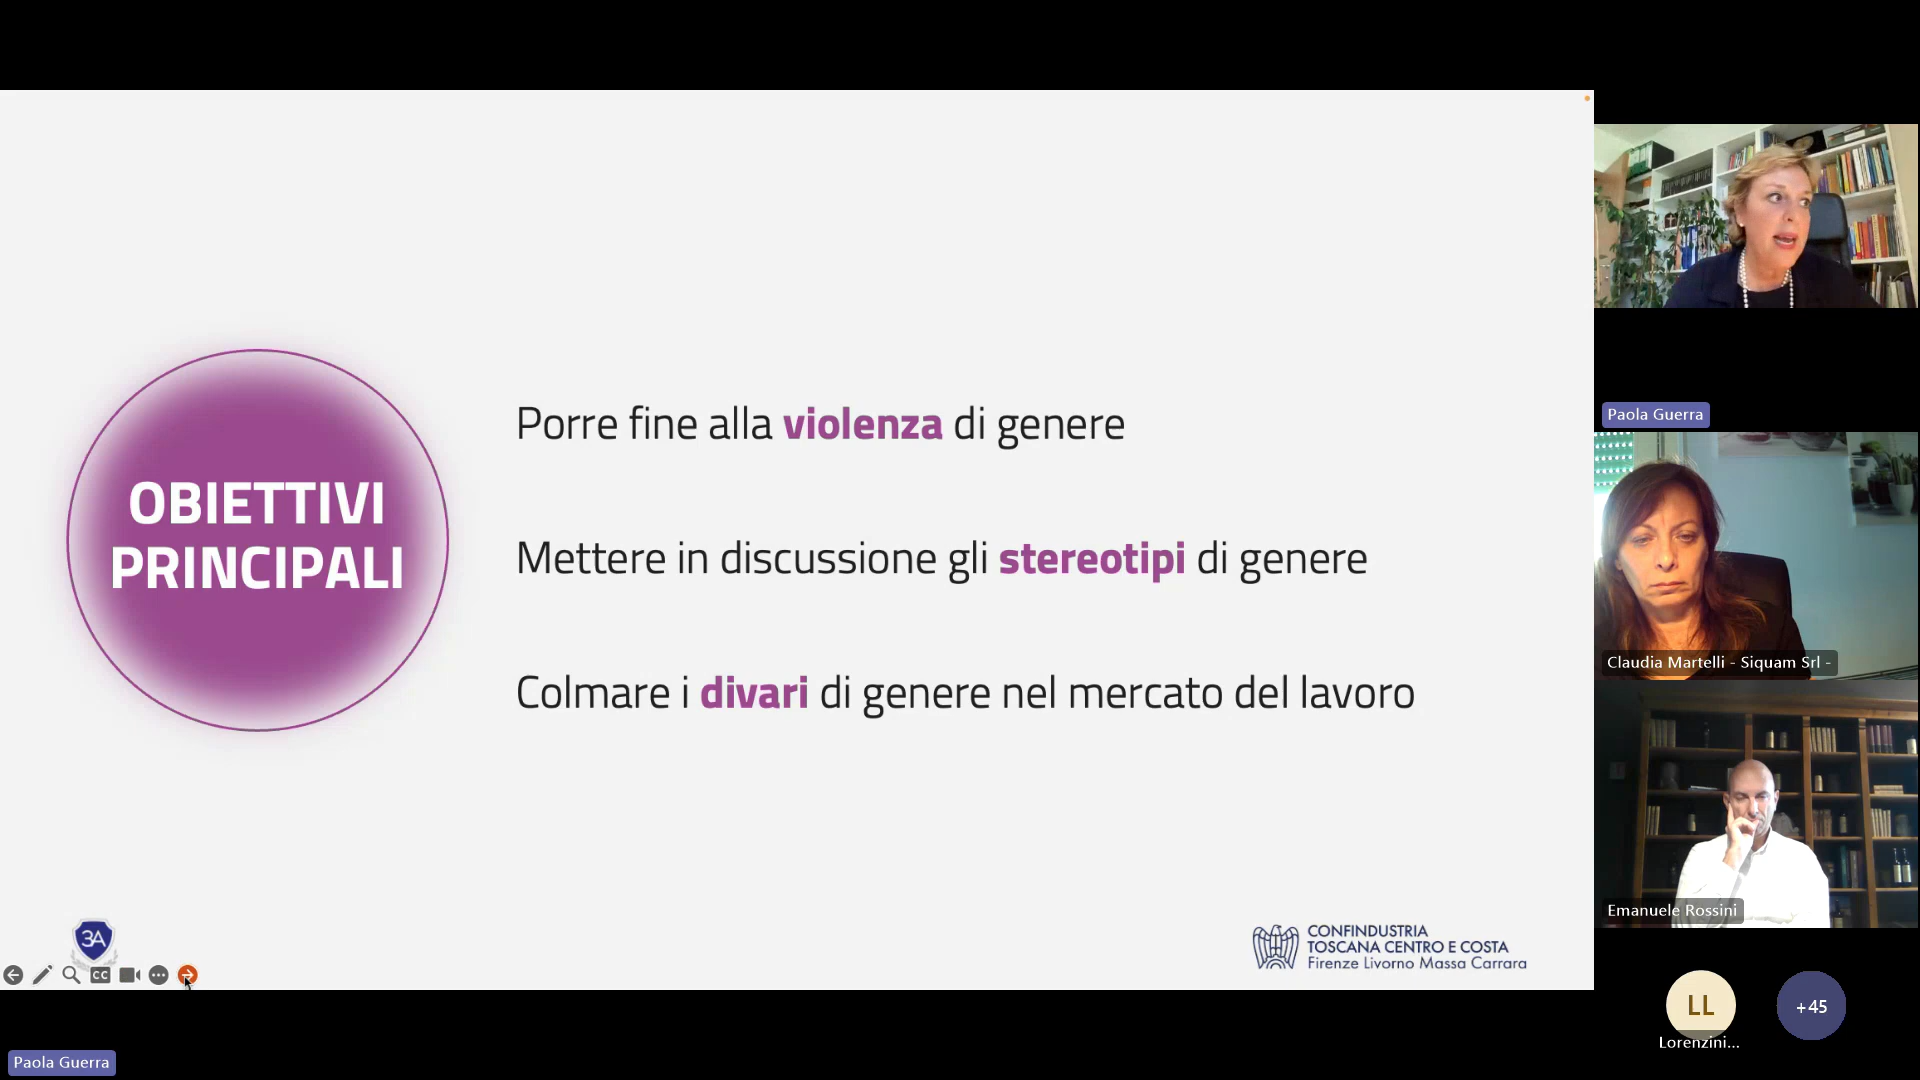 OBIETTIVI
PRINCIPALI
Porre fine alla violenza di genere
Mettere in discussione gli stereotipi di genere
Colmare i divari di genere nel mercato del lavoro
3A
CC
CONFINDUSTRIA
TOSCANA CENTRO E COSTA
Firenze Livorno Massa Carrara
Paola Guerra
Paola Guerra
Claudia Martelli - Siquam Srl -
Emanuele Rossini
LL
Lorenzini...
+45